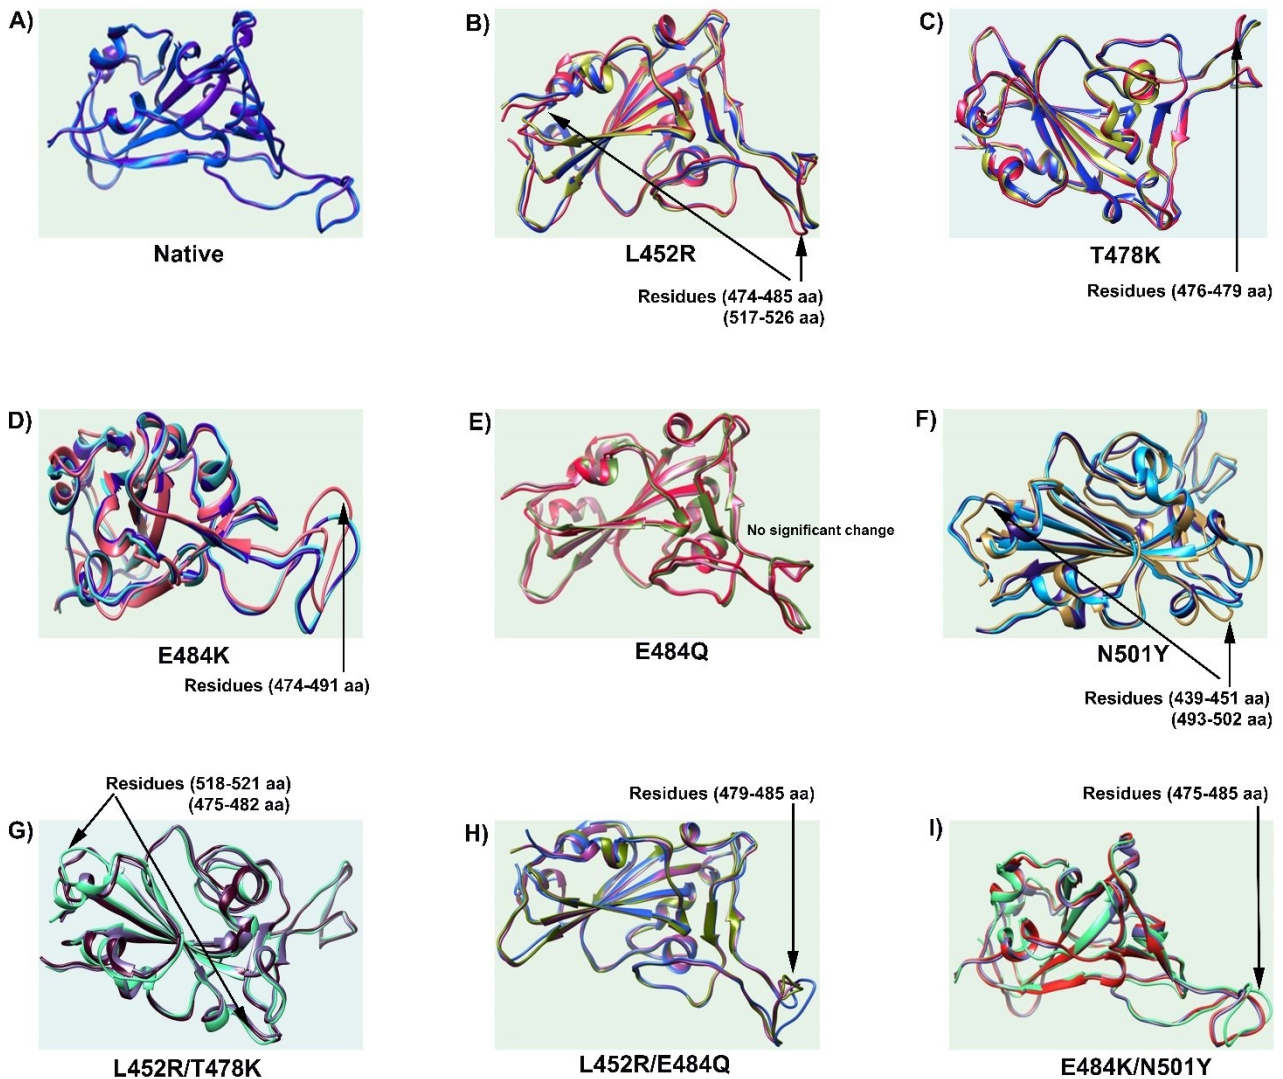 A)
Native
B)
L452R
Residues (474-485 aa)
(517-526 aa)
C)
T478K
Residues (476-479 aa)
D)
E484K
Residues (474-491 aa)
E)
No significant change
E484Q
F)
N501Y
Residues (439-451 aa)
(493-502 aa)
Residues (518-521 aa)
(475-482 aa)
G)
L452R/T478K
Residues (479-485 aa)
H)
L452R/E484Q
Residues (475-485 aa)
I)
E484K/N501Y